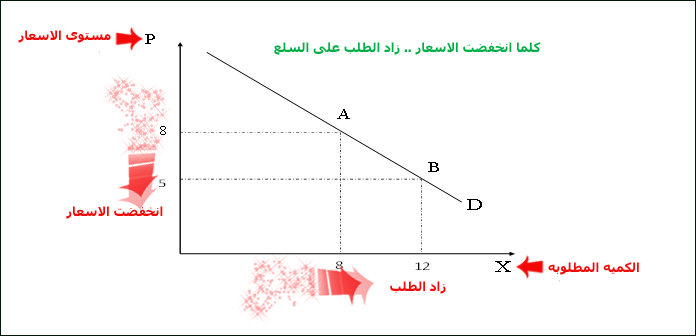 مستوى الاسعار P
كلما انخفضت الاسعار .. زاد الطلب على السلع
A
8
B
5
انخفضت الاسعار
D
8
12
X الكميه المطلوبه
زاد الطلب